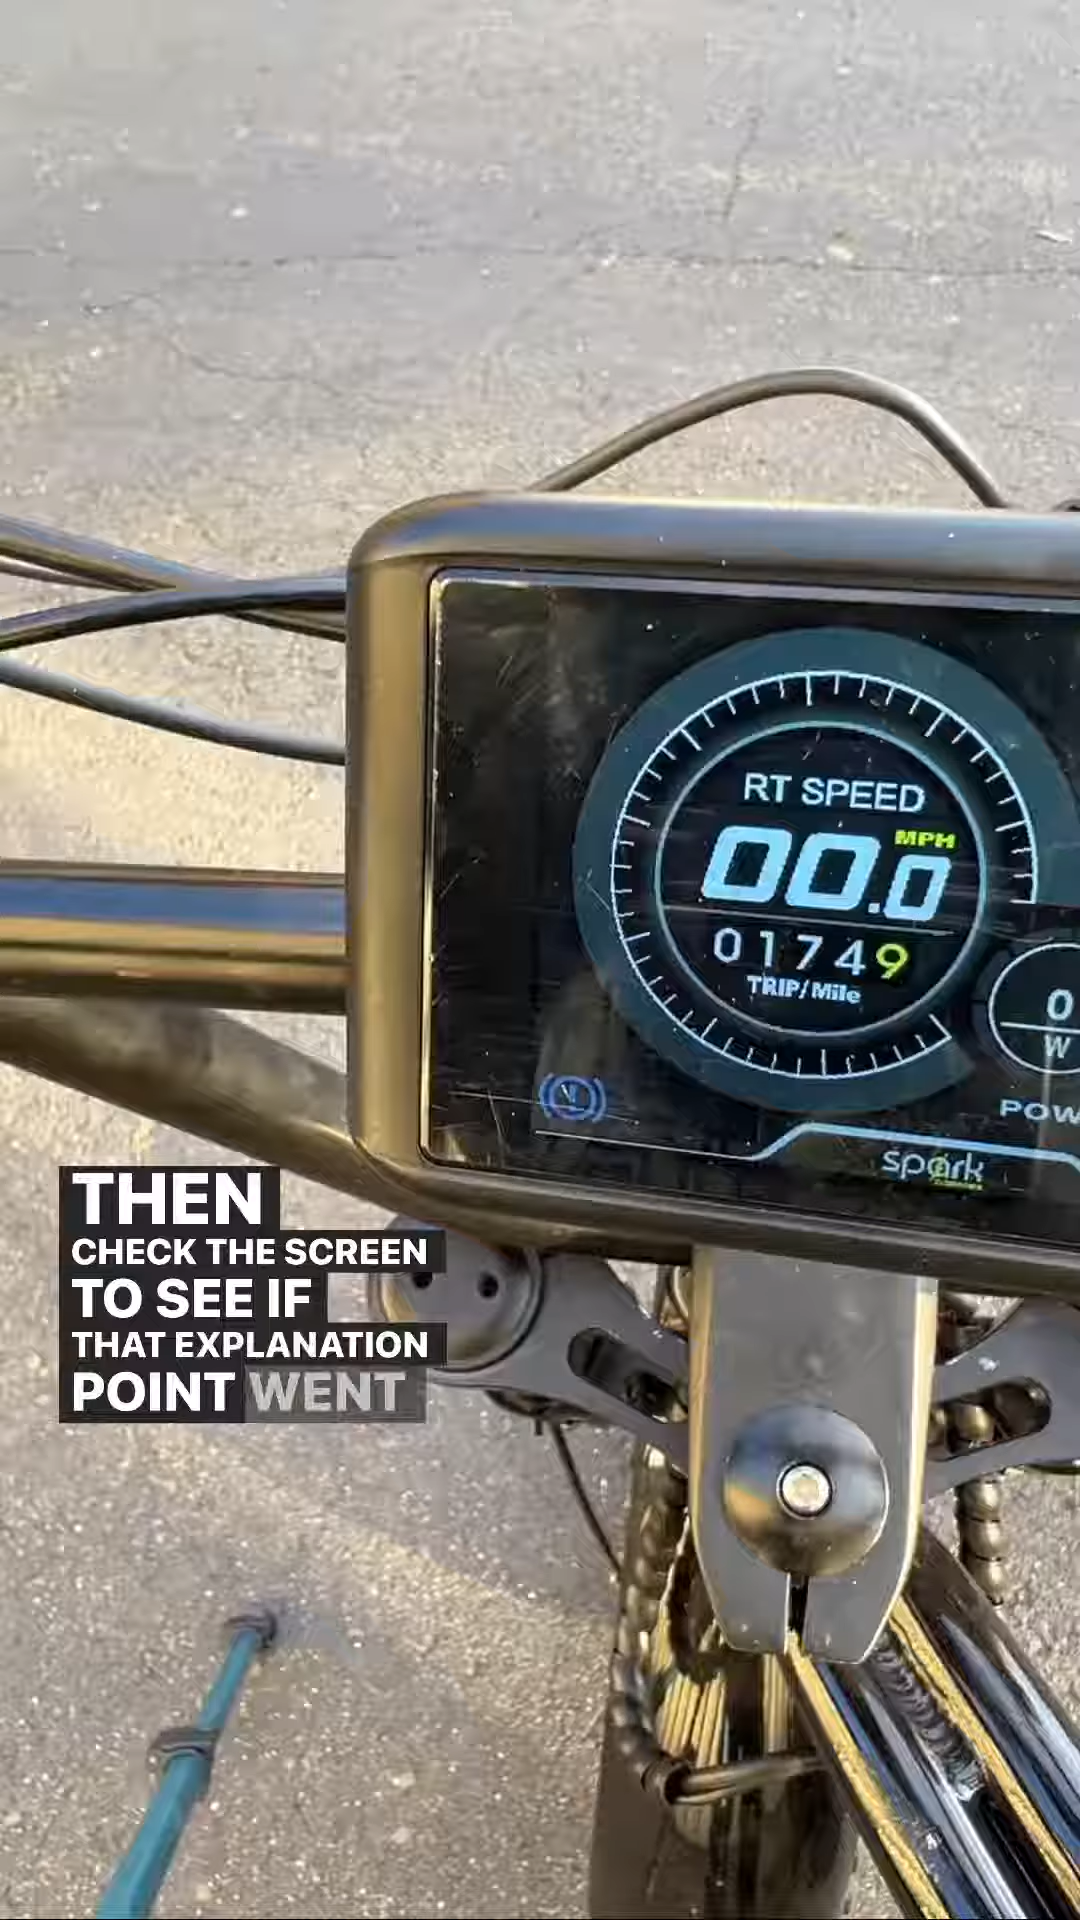 RT SPEED
MPH
00.0
01749
TRIP/Mile
0
W
POW
spark
THEN
CHECK THE SCREEN
TO SEE IF
THAT EXPLANATION
POINT WENT